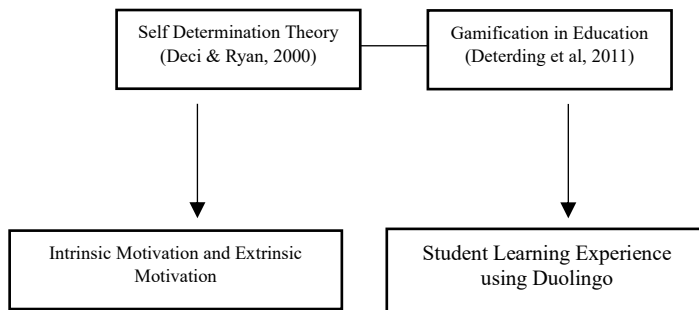 Self Determination Theory
(Deci & Ryan, 2000)
Gamification in Education
(Deterding et al, 2011)
Intrinsic Motivation and Extrinsic
Motivation
Student Learning Experience
using Duolingo